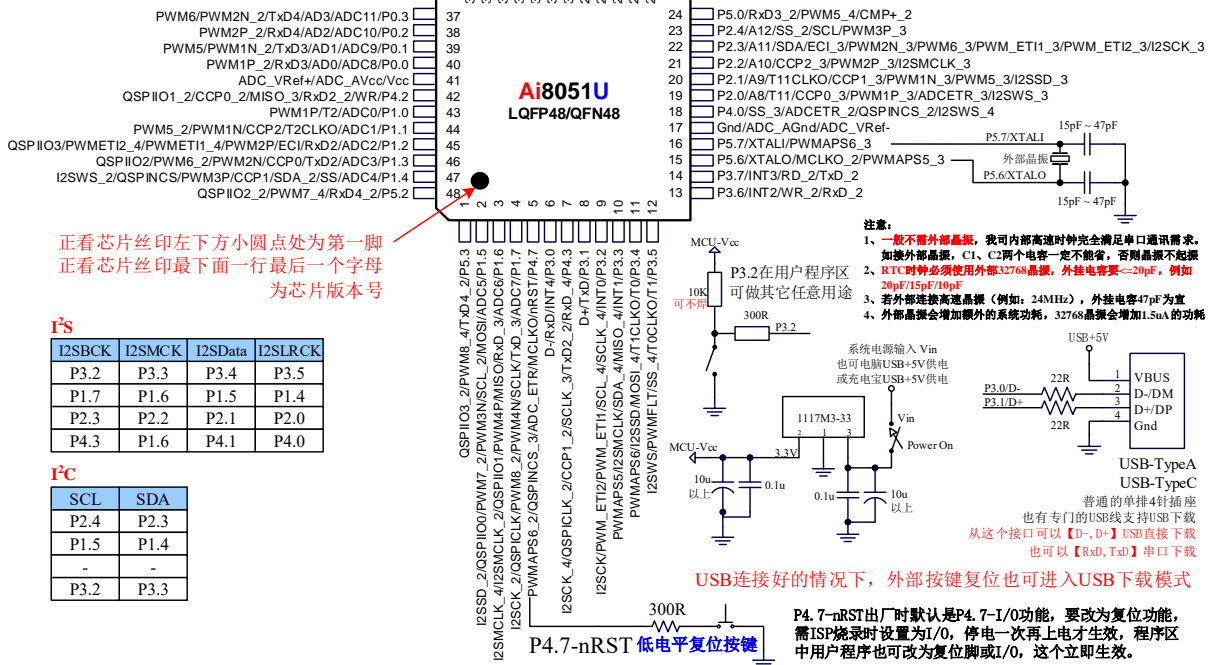 PWM6/PWM2N_2/TxD4/AD3/ADC11/P0.3 37
PWM2P_2/RxD4/AD2/ADC10/P0.2 38
PWM5/PWM1N_2/TxD3/AD1/ADC9/P0.1 39
PWM1P_2/RxD3/AD0/ADC8/P0.0 40
ADC_VRef+/ADC_AVcc/Vcc 41
QSPIIO1_2/CCP0_2/MISO_3/RxD2_2/WR/P4.2 42
PWM1P/T2/ADC0/P1.0 43
PWM5_2/PWM1N/CCP2/T2CLKO/ADC1/P1.1 44
QSPIIO3/PWMETI2_4/PWMETI1_4/PWM2P/ECI/RxD2/ADC2/P1.2 45
QSPIIO2/PWM6_2/PWM2N/CCP0/TxD2/ADC3/P1.3 46
I2SWS_2/QSPINCS/PWM3P/CCP1/SDA_2/SS/ADC4/P1.4 47
QSPIIO2_2/PWM7_4/RxD4_2/P5.2 48
Ai8051U
LQFP48/QFN48
24 P5.0/RxD3_2/PWM5_4/CMP+_2
23 P2.4/A12/SS_2/SCL/PWM3P_3
22 P2.3/A11/SDA/ECI_3/PWM2N_3/PWM6_3/PWM_ETI1_3/PWM_ETI2_3/I2SCK_3
21 P2.2/A10/CCP2_3/PWM2P_3/I2SMCLK_3
20 P2.1/A9/T11CLKO/CCP1_3/PWM1N_3/PWM5_3/I2SSD_3
19 P2.0/A8/T11/CCP0_3/PWM1P_3/ADCETR_3/I2SWS_3
18 P4.0/SS_3/ADCETR_2/QSPINCS_2/I2SWS_4
17 Gnd/ADC_AGnd/ADC_VRef-
16 P5.7/XTALI/PWMAPS6_3
15 P5.6/XTALO/MCLKO_2/PWMAPS5_3
14 P3.7/INT3/RD_2/TxD_2
13 P3.6/INT2/WR_2/RxD_2
1 QSPIIO3_2/PWM8_4/TxD4_2/P5.3
2 I2SSD_2/QSPIIO0/PWM7_2/PWM3N/SCL_2/MOSI/ADC5/P1.5
3 I2SMCLK_4/I2SMCLK_2/QSPIIO1/PWM4P/MISO/RxD_3/ADC6/P1.6
4 I2SCK_2/QSPICLK/PWM8_2/PWM4N/SCLK/TxD_3/ADC7/P1.7
5 PWMAPS6_2/QSPINCS_3/ADC_ETR/MCLKO/nRST/P4.7
6 D-/RxD/INT4/P3.0
7 I2SCK_4/QSPICLK_2/CCP1_2/SCLK_3/TxD2_2/RxD_4/P4.3
8 D+/TxD/P3.1
9 I2SCK/PWM_ETI2/PWM_ETI1/SCL_4/SCLK_4/INT0/P3.2
10 PWMAPS5/I2SMCLK/SDA_4/MISO_4/INT1/P3.3
11 PWMAPS6/I2SSD/MOSI_4/T1CLKO/T0/P3.4
12 I2SWS/PWMFLT/SS_4/T0CLKO/T1/P3.5
正看芯片丝印左下方小圆点处为第一脚
正看芯片丝印最下面一行最后一个字母
为芯片版本号
I²S
I2SBCK I2SMCK I2SData I2SLRCK
P3.2 P3.3 P3.4 P3.5
P1.7 P1.6 P1.5 P1.4
P2.3 P2.2 P2.1 P2.0
P4.3 P1.6 P4.1 P4.0
I²C
SCL SDA
P2.4 P2.3
P1.5 P1.4
- -
P3.2 P3.3
15pF ~ 47pF
P5.7/XTALI
外部晶振
P5.6/XTALO
15pF ~ 47pF
注意:
1、一般不需外部晶振，我司内部高速时钟完全满足串口通讯需求。
如接外部晶振，C1、C2两个电容一定不能省，否则晶振不起振
2、RTC时钟必须使用外部32768晶振，外挂电容要<=20pF，例如
20pF/15pF/10pF
3、若外部连接高速晶振（例如：24MHz），外挂电容47pF为宜
4、外部晶振会增加额外的系统功耗，32768晶振会增加1.5uA的功耗
MCU-Vcc
10K
可不焊
P3.2在用户程序区
可做其它任意用途
300R
P3.2
系统电源输入 Vin
也可电脑USB+5V供电
或充电宝USB+5V供电
1117M3-33
2 1 3
Vin
Power On
MCU-Vcc
3.3V
10u
以上
0.1u
0.1u
10u
以上
USB+5V
P3.0/D-
P3.1/D+
22R
22R
1 VBUS
2 D-/DM
3 D+/DP
4 Gnd
USB-TypeA
USB-TypeC
普通的单排4针插座
也有专门的USB线支持USB下载
从这个接口可以【D-,D+】USB直接下载
也可以【RxD,TxD】串口下载
USB连接好的情况下，外部按键复位也可进入USB下载模式
300R
P4.7-nRST 低电平复位按键
P4.7-nRST出厂时默认是P4.7-I/O功能，要改为复位功能，
需ISP烧录时设置为I/O，停电一次再上电才生效，程序区
中用户程序也可改为复位脚或I/O，这个立即生效。